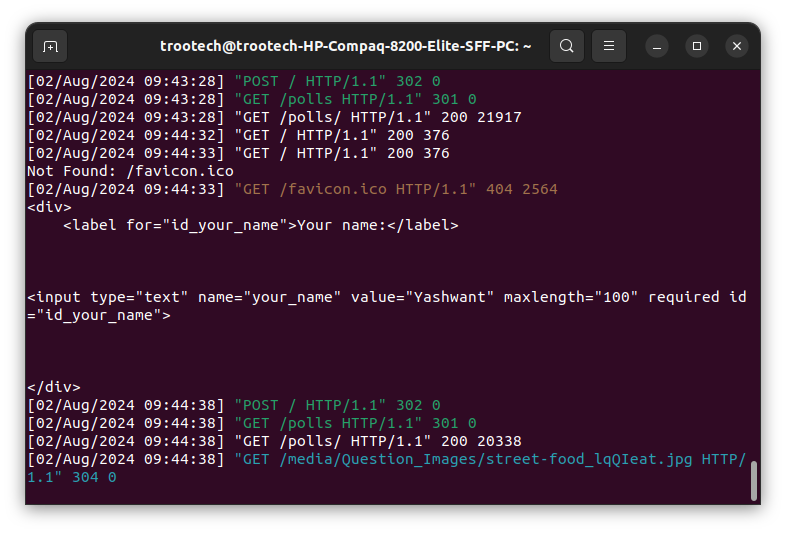 trootech@trootech-HP-Compaq-8200-Elite-SFF-PC: ~
[02/Aug/2024 09:43:28] "POST / HTTP/1.1" 302 0
[02/Aug/2024 09:43:28] "GET /polls HTTP/1.1" 301 0
[02/Aug/2024 09:43:28] "GET /polls/ HTTP/1.1" 200 21917
[02/Aug/2024 09:44:32] "GET / HTTP/1.1" 200 376
[02/Aug/2024 09:44:33] "GET / HTTP/1.1" 200 376
Not Found: /favicon.ico
[02/Aug/2024 09:44:33] "GET /favicon.ico HTTP/1.1" 404 2564
<div>
    <label for="id_your_name">Your name:</label>
<input type="text" name="your_name" value="Yashwant" maxlength="100" required id
="id_your_name">
</div>
[02/Aug/2024 09:44:38] "POST / HTTP/1.1" 302 0
[02/Aug/2024 09:44:38] "GET /polls HTTP/1.1" 301 0
[02/Aug/2024 09:44:38] "GET /polls/ HTTP/1.1" 200 20338
[02/Aug/2024 09:44:38] "GET /media/Question_Images/street-food_lqQIeat.jpg HTTP/
1.1" 304 0